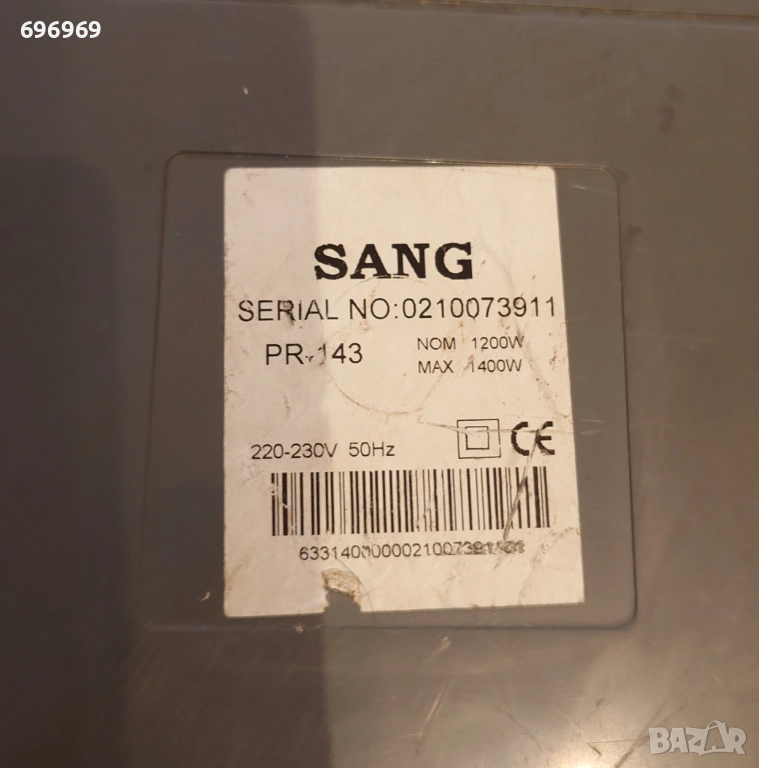 696969
SANG
SERIAL NO:0210073911
PR-143
NOM 1200W
MAX 1400W
220-230V 50Hz
CE
BAZAR